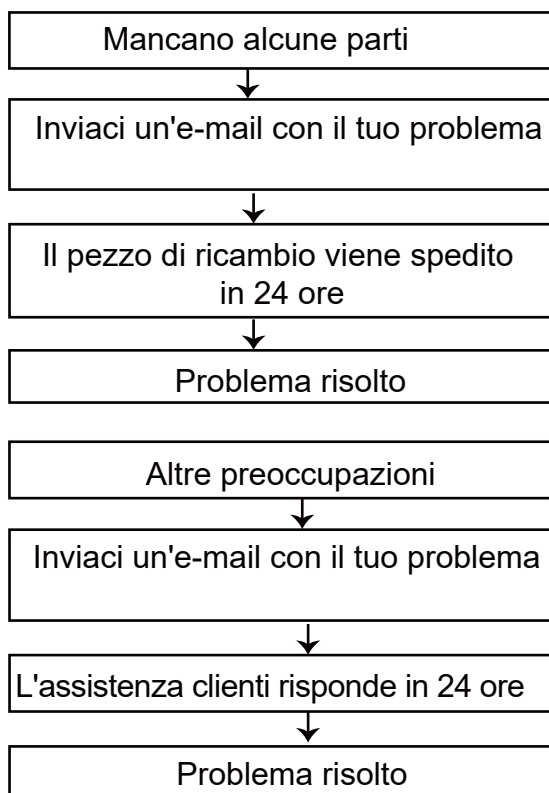 Mancano alcune parti
Inviaci un'e-mail con il tuo problema
Il pezzo di ricambio viene spedito
in 24 ore
Problema risolto
Altre preoccupazioni
Inviaci un'e-mail con il tuo problema
L'assistenza clienti risponde in 24 ore
Problema risolto